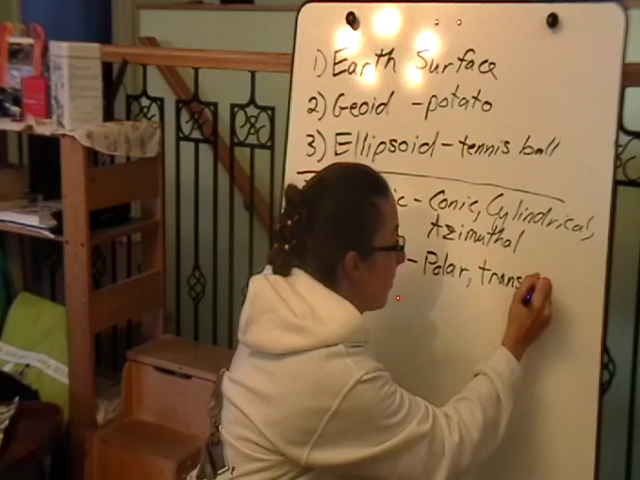 1) Earth Surface
2) Geoid - potato
3) Ellipsoid - tennis ball
- Conic, Cylindrical,
Azimuthal
- Polar, trans